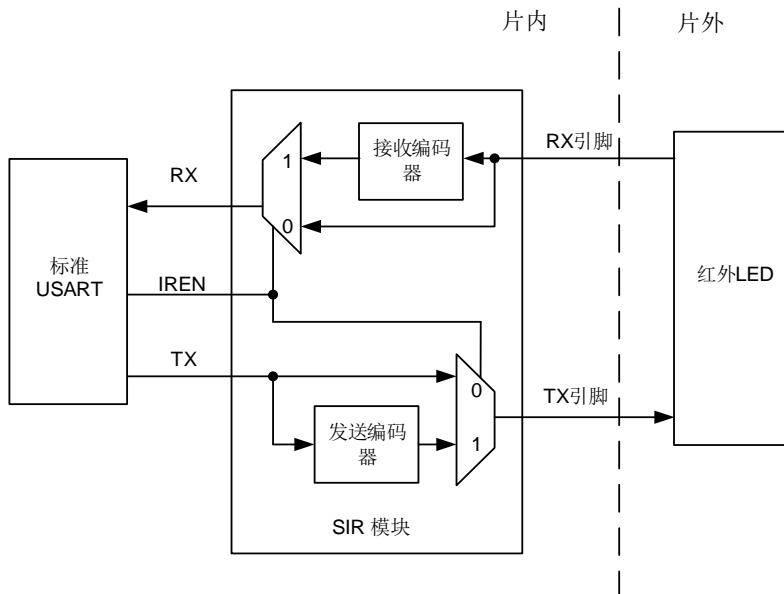 片内
片外
RX引脚
接收编码
器
1
RX
0
标准
USART
IREN
红外LED
TX
0
TX引脚
发送编码
器
1
SIR 模块